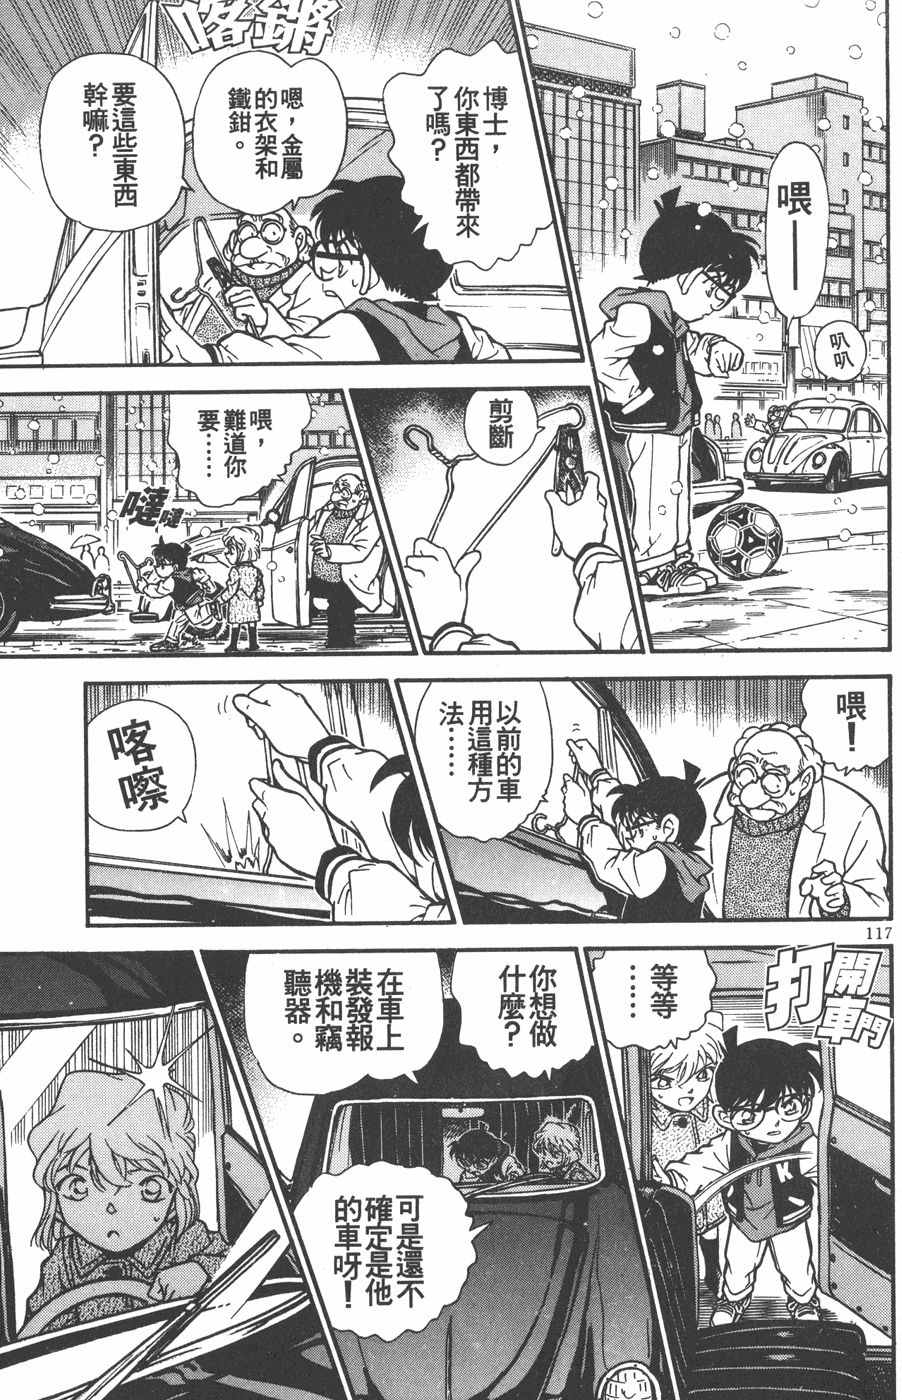 喂——
叭叭
博士，
你東西都帶來
了嗎？
嗯，金屬
的衣架和
鐵鉗。
要這些東西
幹嘛？
喀鏘
剪斷
喂，
難道你
要……
噠噠
喂！
以前的車
用這種方
法……
喀嚓
117
打開車門
等等
……
你想做
什麼？
在車上
裝發報
機和竊
聽器。
可是還不
確定是他
的車呀！